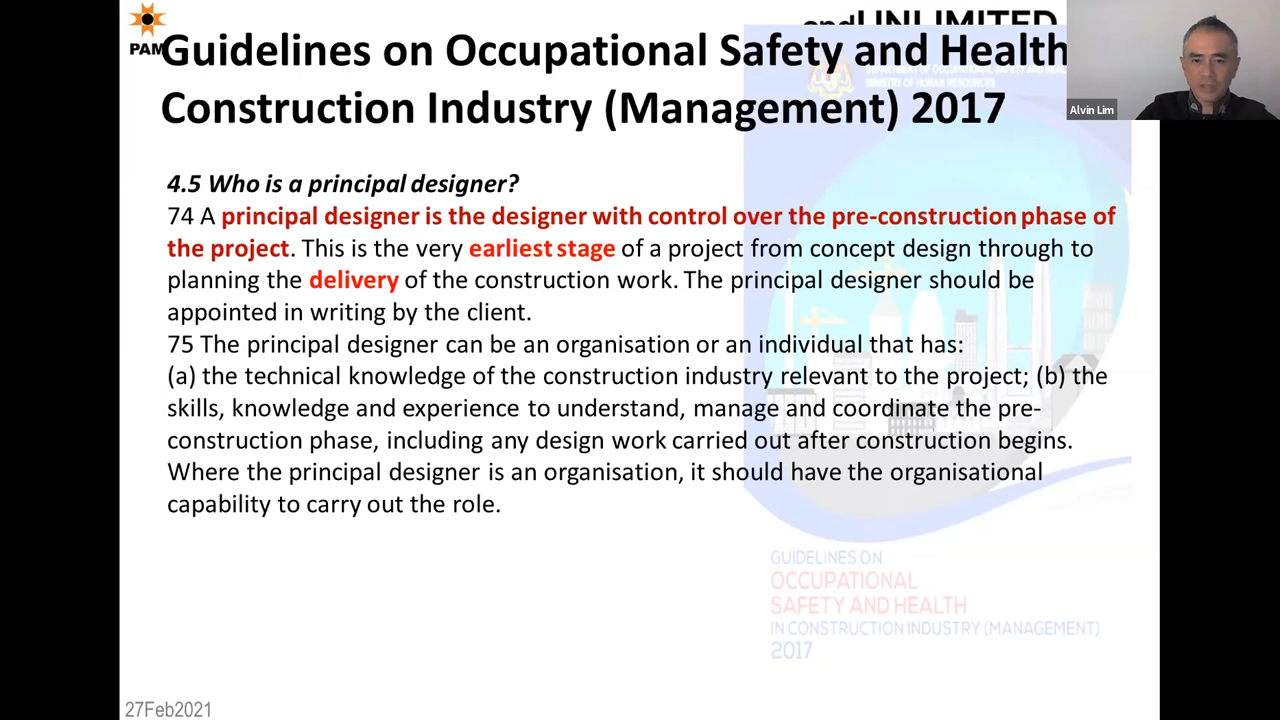 PAM
andUNLIMITED
Guidelines on Occupational Safety and Health
Construction Industry (Management) 2017
Alvin Lim
4.5 Who is a principal designer?
74 A principal designer is the designer with control over the pre-construction phase of
the project. This is the very earliest stage of a project from concept design through to
planning the delivery of the construction work. The principal designer should be
appointed in writing by the client.
75 The principal designer can be an organisation or an individual that has:
(a) the technical knowledge of the construction industry relevant to the project; (b) the
skills, knowledge and experience to understand, manage and coordinate the pre-
construction phase, including any design work carried out after construction begins.
Where the principal designer is an organisation, it should have the organisational
capability to carry out the role.
GUIDELINES ON
OCCUPATIONAL
SAFETY AND HEALTH
IN CONSTRUCTION INDUSTRY (MANAGEMENT)
2017
27Feb2021